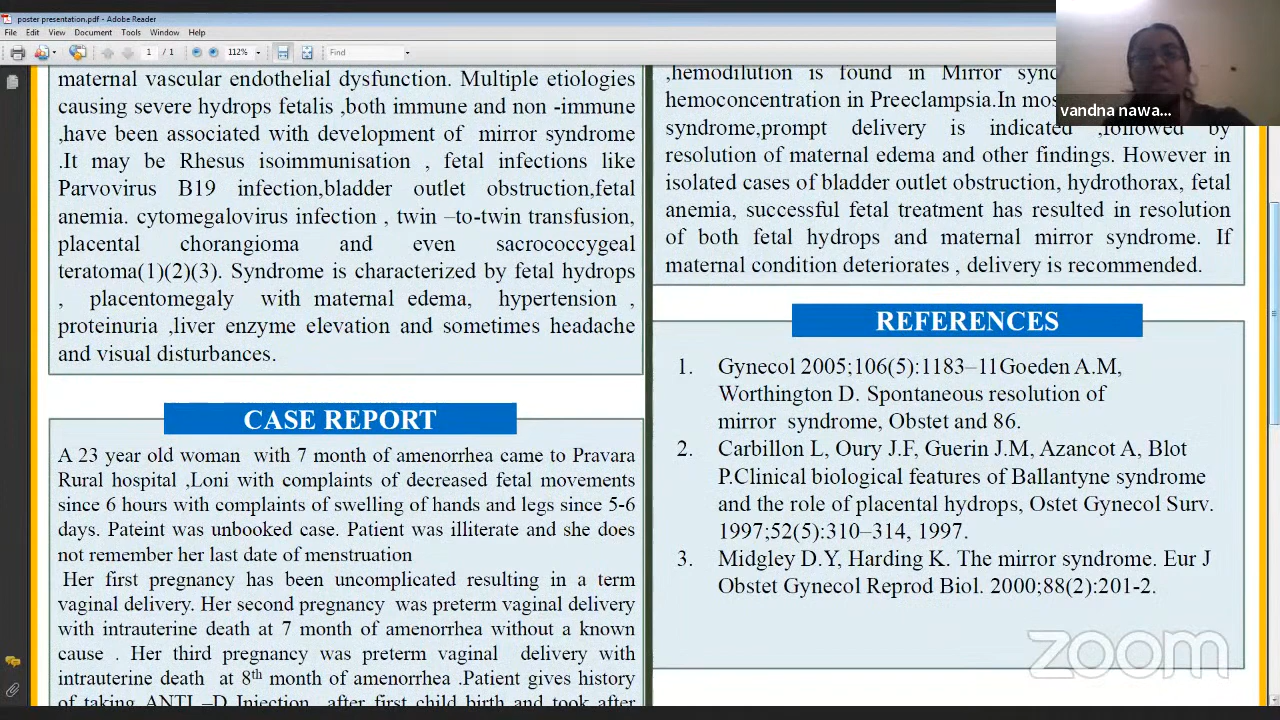 poster presentation.pdf - Adobe Reader
File Edit View Document Tools Window Help
1 / 1 112% Find
maternal vascular endothelial dysfunction. Multiple etiologies
causing severe hydrops fetalis ,both immune and non -immune
,have been associated with development of mirror syndrome
.It may be Rhesus isoimmunisation , fetal infections like
Parvovirus B19 infection,bladder outlet obstruction,fetal
anemia. cytomegalovirus infection , twin –to-twin transfusion,
placental chorangioma and even sacrococcygeal
teratoma(1)(2)(3). Syndrome is characterized by fetal hydrops
, placentomegaly with maternal edema, hypertension ,
proteinuria ,liver enzyme elevation and sometimes headache
and visual disturbances.
CASE REPORT
A 23 year old woman with 7 month of amenorrhea came to Pravara
Rural hospital ,Loni with complaints of decreased fetal movements
since 6 hours with complaints of swelling of hands and legs since 5-6
days. Pateint was unbooked case. Patient was illiterate and she does
not remember her last date of menstruation
Her first pregnancy has been uncomplicated resulting in a term
vaginal delivery. Her second pregnancy was preterm vaginal delivery
with intrauterine death at 7 month of amenorrhea without a known
cause . Her third pregnancy was preterm vaginal delivery with
intrauterine death at 8th month of amenorrhea .Patient gives history
of taking ANTI –D Injection after first child birth and took after
,hemodilution is found in Mirror
hemoconcentration in Preeclampsia.In
syndrome,prompt delivery is indicated ,followed by
resolution of maternal edema and other findings. However in
isolated cases of bladder outlet obstruction, hydrothorax, fetal
anemia, successful fetal treatment has resulted in resolution
of both fetal hydrops and maternal mirror syndrome. If
maternal condition deteriorates , delivery is recommended.
REFERENCES
1. Gynecol 2005;106(5):1183–11Goeden A.M,
Worthington D. Spontaneous resolution of
mirror syndrome, Obstet and 86.
2. Carbillon L, Oury J.F, Guerin J.M, Azancot A, Blot
P.Clinical biological features of Ballantyne syndrome
and the role of placental hydrops, Ostet Gynecol Surv.
1997;52(5):310–314, 1997.
3. Midgley D.Y, Harding K. The mirror syndrome. Eur J
Obstet Gynecol Reprod Biol. 2000;88(2):201-2.
vandna nawa...
zoom